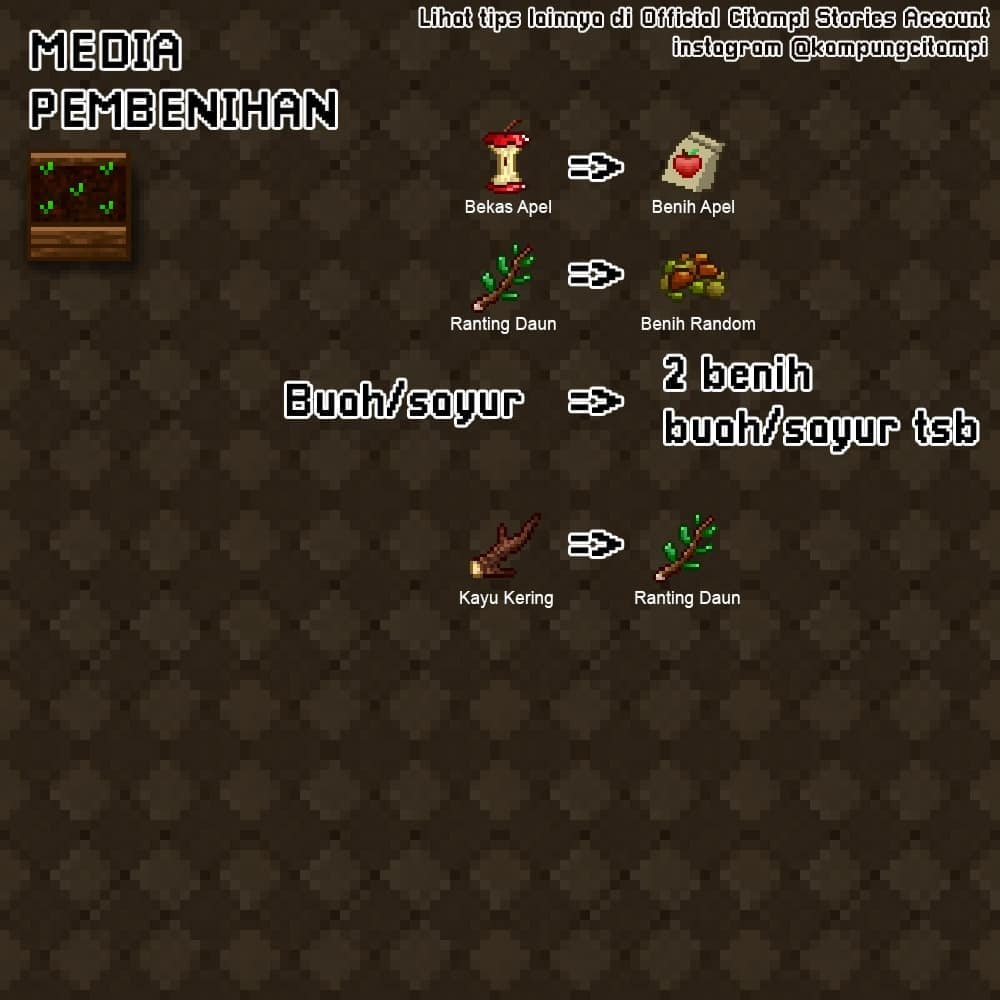 Lihat tips lainnya di Official Citampi Stories Account
instagram @kampungcitampi
MEDIA
PEMBENIHAN
Bekas Apel => Benih Apel
Ranting Daun => Benih Random
Buah/sayur => 2 benih
buah/sayur tsb
Kayu Kering => Ranting Daun